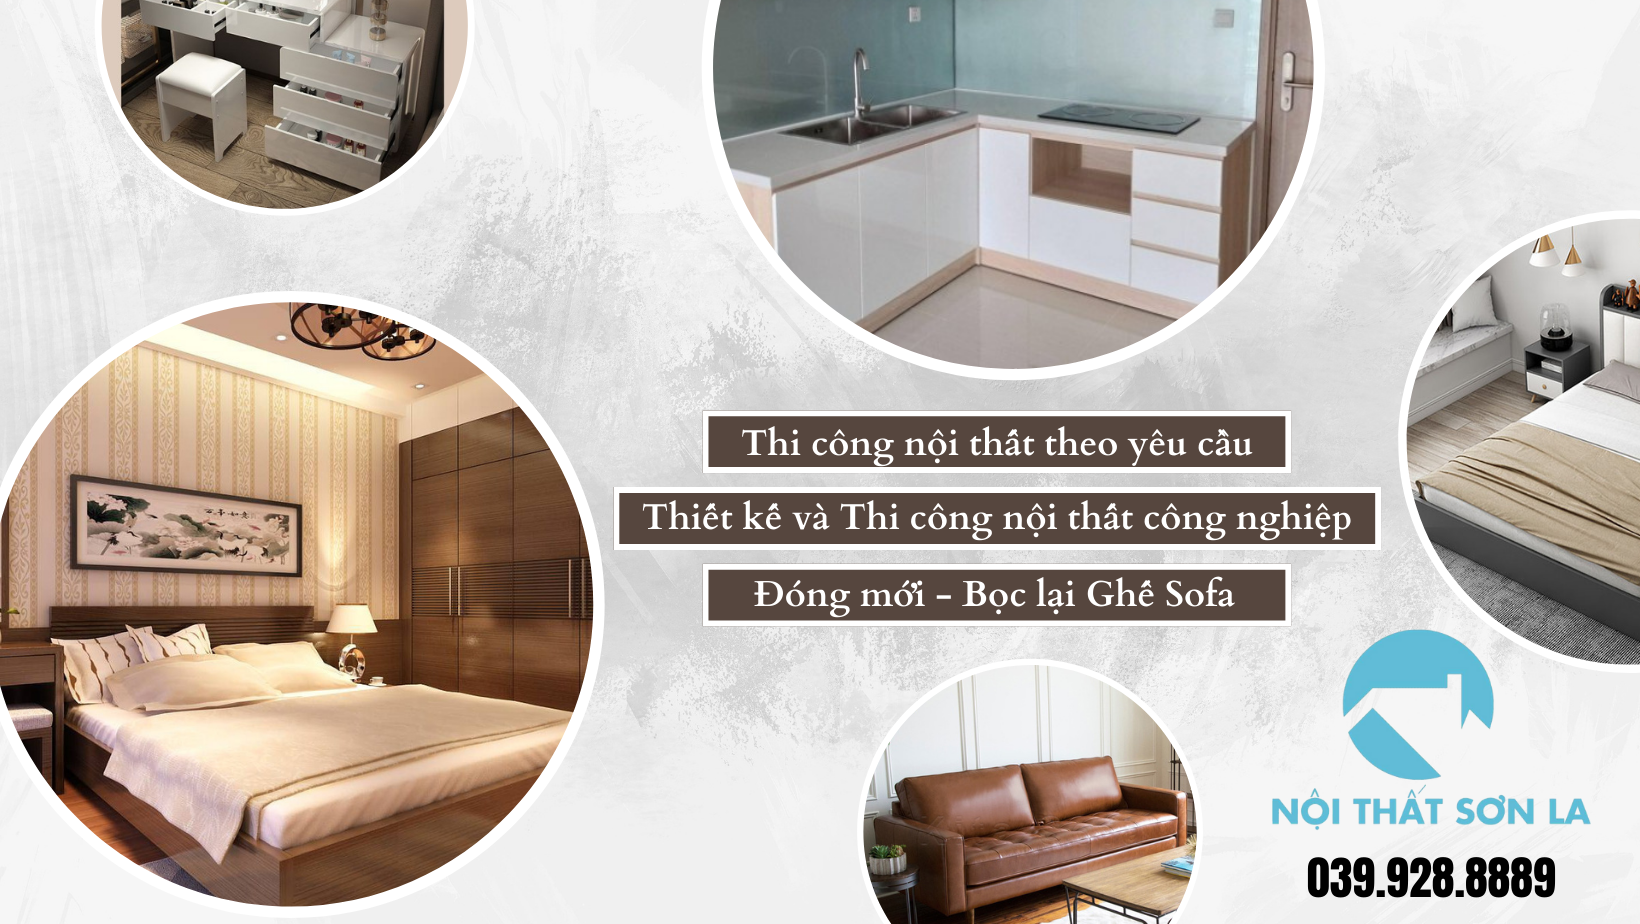 Thi công nội thất theo yêu cầu
Thiết kế và Thi công nội thất công nghiệp
Đóng mới - Bọc lại Ghế Sofa
NỘI THẤT SƠN LA
039.928.8889